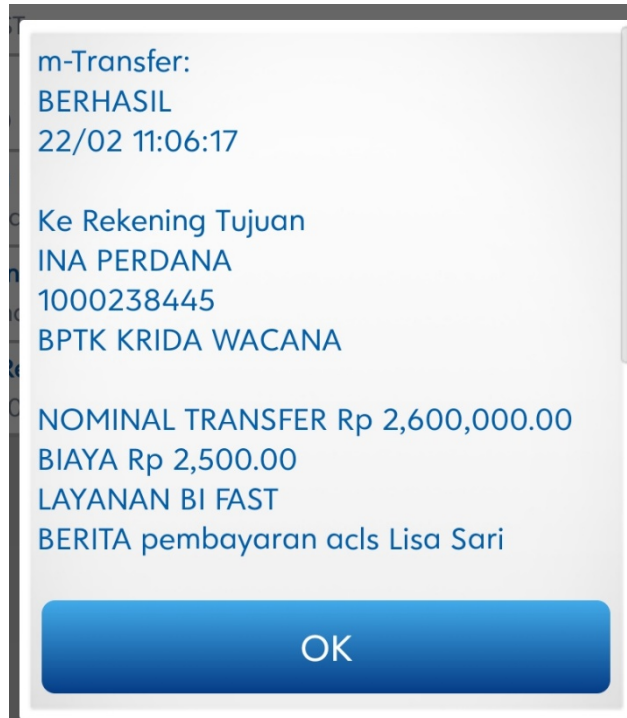 m-Transfer:
BERHASIL
22/02 11:06:17
Ke Rekening Tujuan
INA PERDANA
1000238445
BPTK KRIDA WACANA
NOMINAL TRANSFER Rp 2,600,000.00
BIAYA Rp 2,500.00
LAYANAN BI FAST
BERITA pembayaran acls Lisa Sari
OK